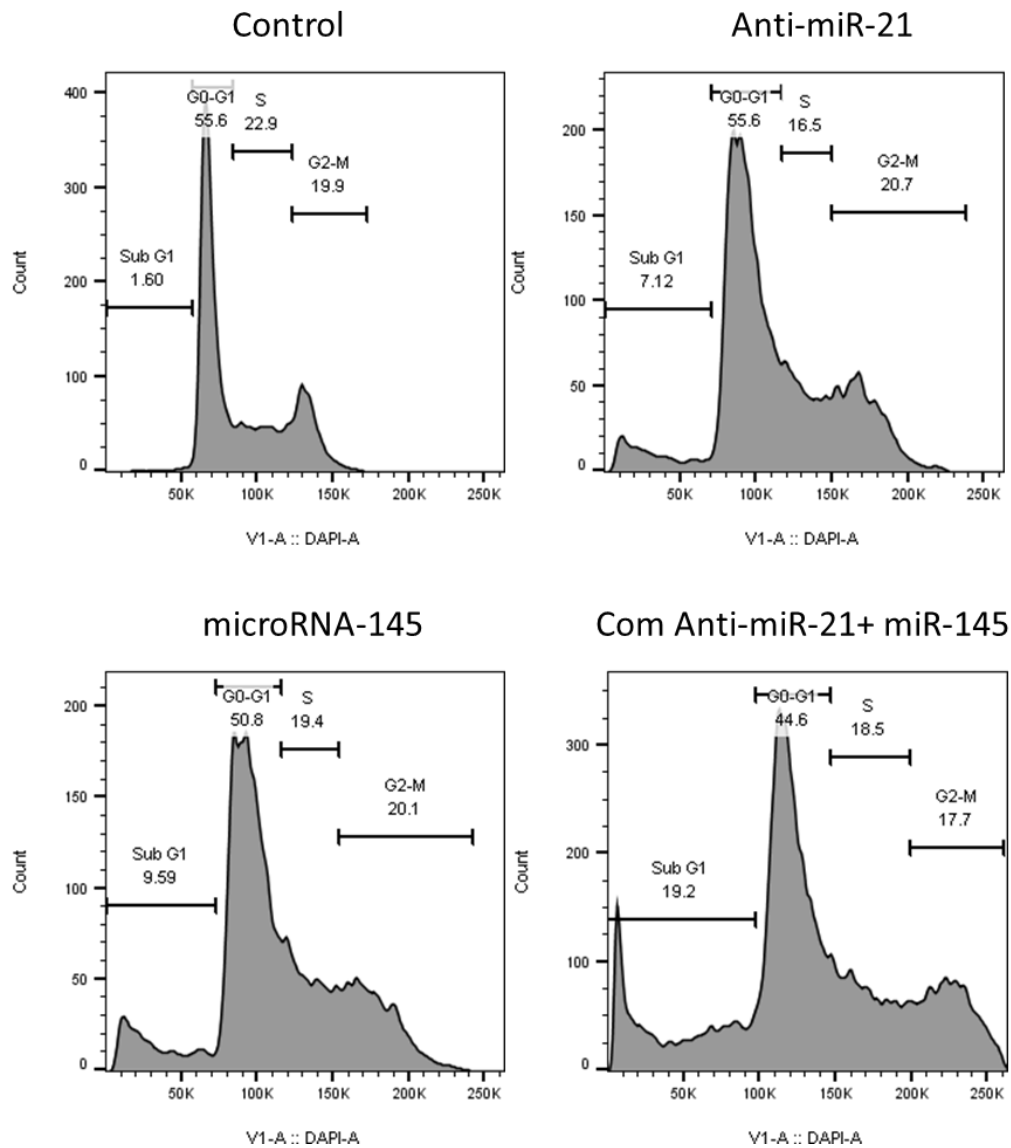 Control
400
300
200
100
0
Count
G0-G1
55.6
S
22.9
G2-M
19.9
Sub G1
1.60
50K 100K 150K 200K 250K
V1-A :: DAPI-A
Anti-miR-21
200
150
100
50
0
Count
G0-G1
55.6
S
16.5
G2-M
20.7
Sub G1
7.12
50K 100K 150K 200K 250K
V1-A :: DAPI-A
microRNA-145
200
150
100
50
0
Count
G0-G1
50.8
S
19.4
G2-M
20.1
Sub G1
9.59
50K 100K 150K 200K 250K
V1-A :: DAPI-A
Com Anti-miR-21+ miR-145
300
200
100
0
Count
G0-G1
44.6
S
18.5
G2-M
17.7
Sub G1
19.2
50K 100K 150K 200K 250K
V1-A :: DAPI-A